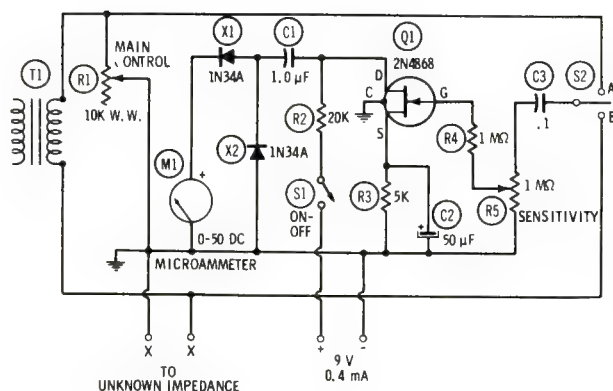 X1
C1
Q1
2N4868
MAIN
CONTROL
1N34A
1.0 µF
C3
S2
A
B
T1
R1
10K W. W.
D
C
G
S
R2
20K
R4
1 MΩ
.1
X2
1N34A
M1
+
S1
ON-
OFF
R3
5K
C2
+
50 µF
R5
1 MΩ
SENSITIVITY
0-50 DC
MICROAMMETER
X
X
+
-
TO
UNKNOWN IMPEDANCE
9 V
0.4 mA